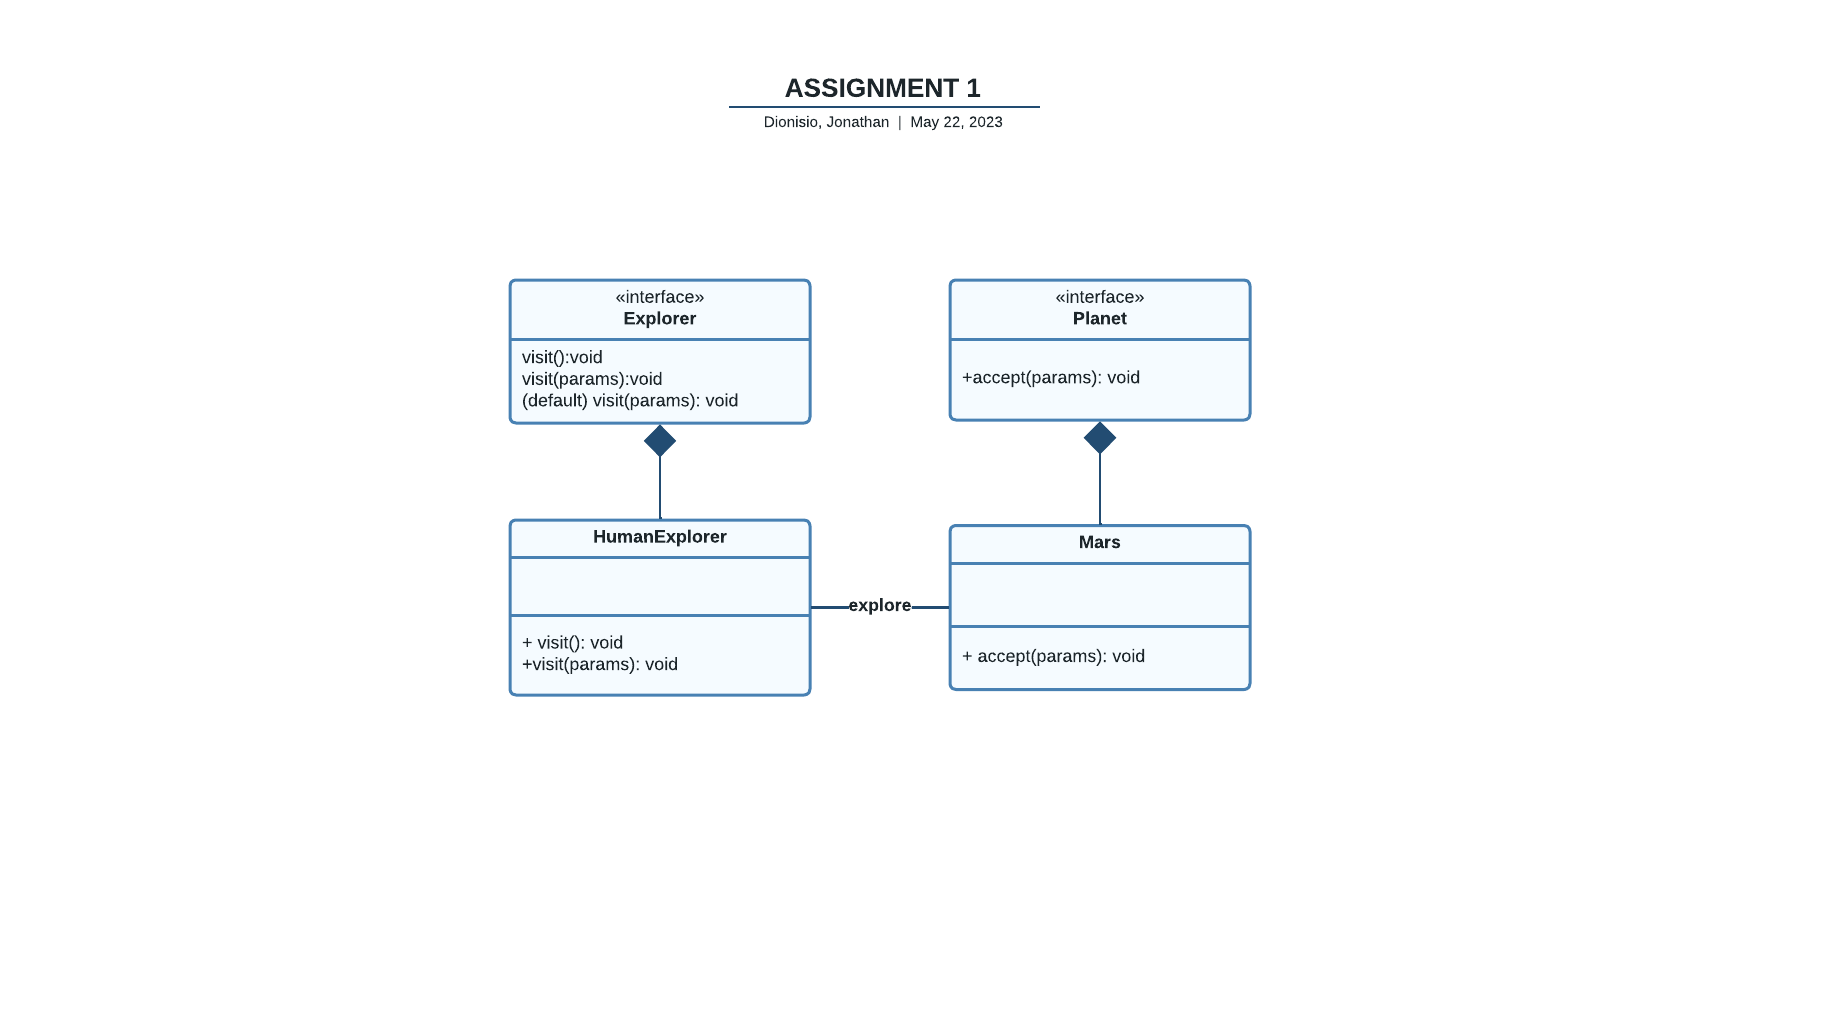 ASSIGNMENT 1
Dionisio, Jonathan | May 22, 2023
«interface»
Explorer
visit():void
visit(params):void
(default) visit(params): void
«interface»
Planet
+accept(params): void
HumanExplorer
+ visit(): void
+visit(params): void
explore
Mars
+ accept(params): void